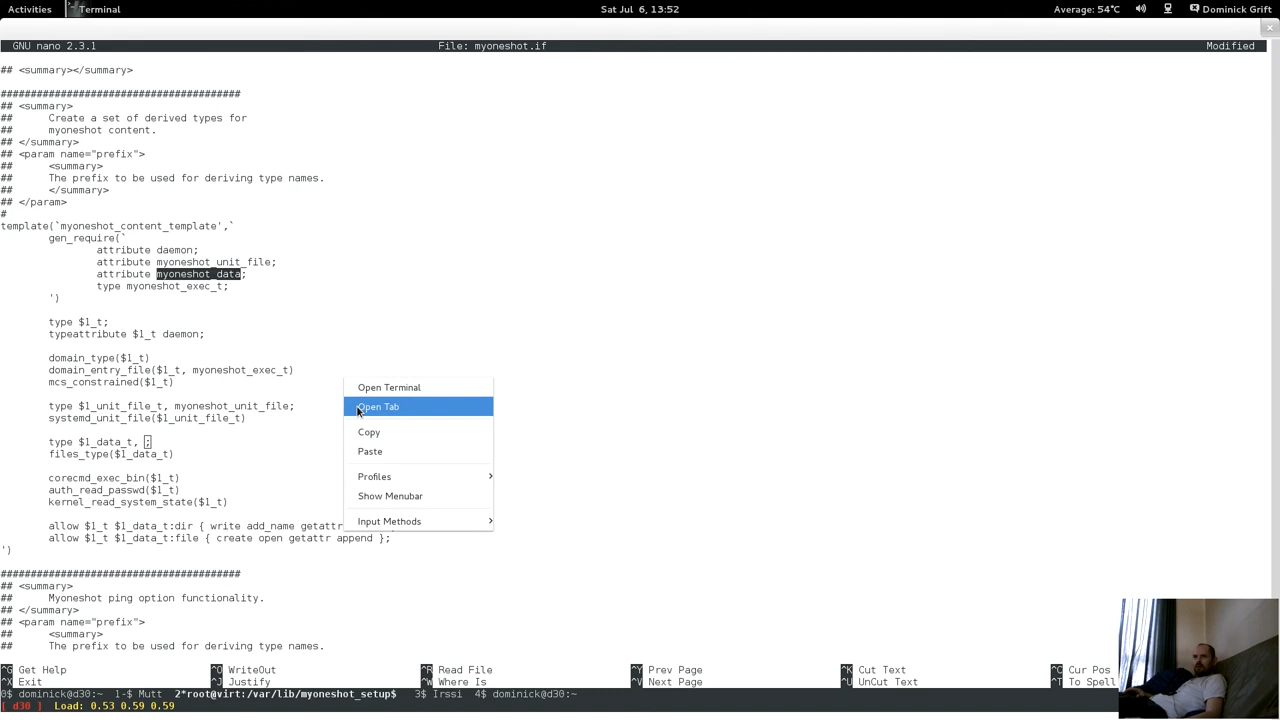 Activities Terminal Sat Jul 6, 13:52 Average: 54°C Dominick Grift
GNU nano 2.3.1 File: myoneshot.if Modified
## <summary></summary>
########################################
## <summary>
## Create a set of derived types for
## myoneshot content.
## </summary>
## <param name="prefix">
## <summary>
## The prefix to be used for deriving type names.
## </summary>
## </param>
#
template(`myoneshot_content_template',`
gen_require(`
attribute daemon;
attribute myoneshot_unit_file;
attribute myoneshot_data;
type myoneshot_exec_t;
')
type $1_t;
typeattribute $1_t daemon;
domain_type($1_t)
domain_entry_file($1_t, myoneshot_exec_t)
mcs_constrained($1_t)
type $1_unit_file_t, myoneshot_unit_file;
systemd_unit_file($1_unit_file_t)
type $1_data_t, ;
files_type($1_data_t)
corecmd_exec_bin($1_t)
auth_read_passwd($1_t)
kernel_read_system_state($1_t)
allow $1_t $1_data_t:dir { write add_name getattr
allow $1_t $1_data_t:file { create open getattr append };
')
########################################
## <summary>
## Myoneshot ping option functionality.
## </summary>
## <param name="prefix">
## <summary>
## The prefix to be used for deriving type names.
Open Terminal
Open Tab
Copy
Paste
Profiles
Show Menubar
Input Methods
^G Get Help ^O WriteOut ^R Read File ^Y Prev Page ^K Cut Text ^C Cur Pos
^X Exit ^J Justify ^W Where Is ^V Next Page ^U UnCut Text ^T To Spell
0$ dominick@d30:~ 1-$ Mutt 2*root@virt:/var/lib/myoneshot_setup$ 3$ Irssi 4$ dominick@d30:~
[ d30 ] Load: 0.53 0.59 0.59